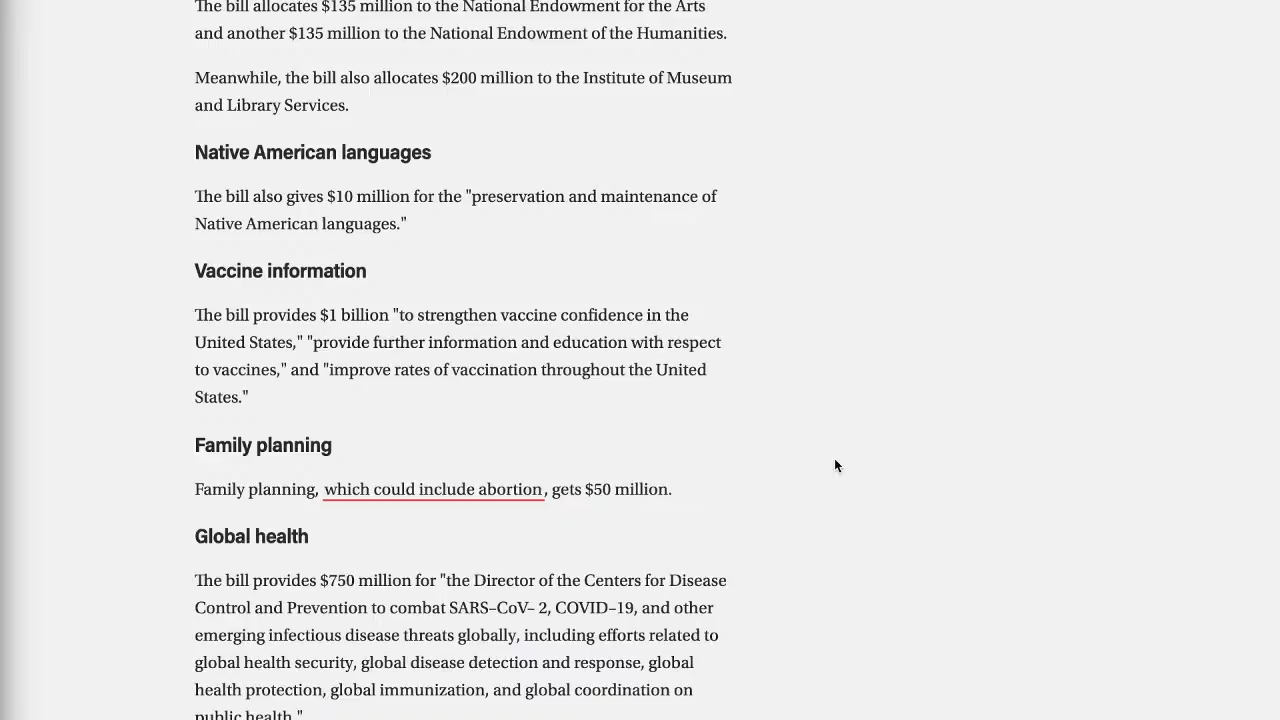 The bill allocates $135 million to the National Endowment for the Arts
and another $135 million to the National Endowment of the Humanities.
Meanwhile, the bill also allocates $200 million to the Institute of Museum
and Library Services.
Native American languages
The bill also gives $10 million for the "preservation and maintenance of
Native American languages."
Vaccine information
The bill provides $1 billion "to strengthen vaccine confidence in the
United States," "provide further information and education with respect
to vaccines," and "improve rates of vaccination throughout the United
States."
Family planning
Family planning, which could include abortion, gets $50 million.
Global health
The bill provides $750 million for "the Director of the Centers for Disease
Control and Prevention to combat SARS–CoV– 2, COVID–19, and other
emerging infectious disease threats globally, including efforts related to
global health security, global disease detection and response, global
health protection, global immunization, and global coordination on
public health."